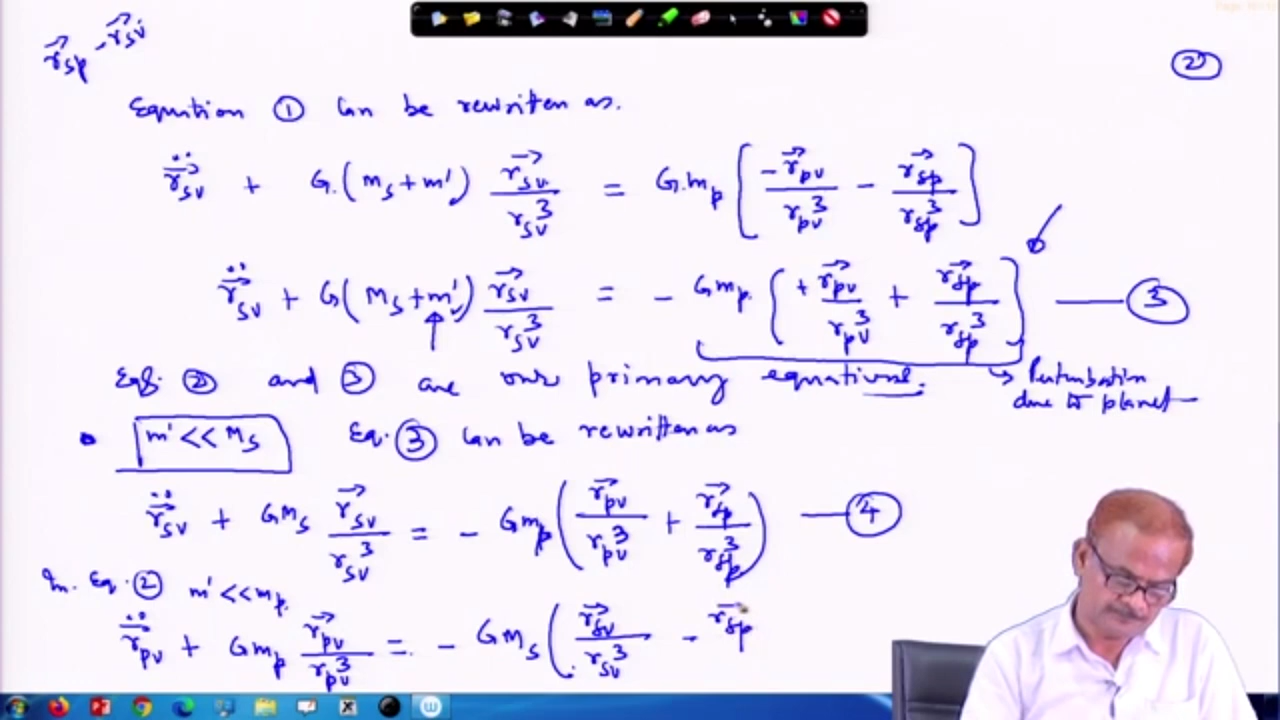 r⃗sp - r⃗sv
②
Equation ① Can be rewritten as.
r̈⃗sv + G.(ms+m') r⃗sv/rsv³ = G.mp [ -r⃗pv/rpv³ - r⃗sp/rsp³ ]
r̈⃗sv + G(Ms+m') r⃗sv/rsv³ = - Gmp. [ + r⃗pv/rpv³ + r⃗sp/rsp³ ] — ③
Eqs. ② and ③ are our primary equations.
→ Perturbation
due to planet
• m' << Ms Eq. ③ Can be rewritten as
r̈⃗sv + GMs r⃗sv/rsv³ = - Gmp ( r⃗pv/rpv³ + r⃗sp/rsp³ ) — ④
In. Eq. ② m' << mp.
r̈⃗pv + Gmp r⃗pv/rpv³ = - GMs ( r⃗sv/rsv³ - r⃗sp